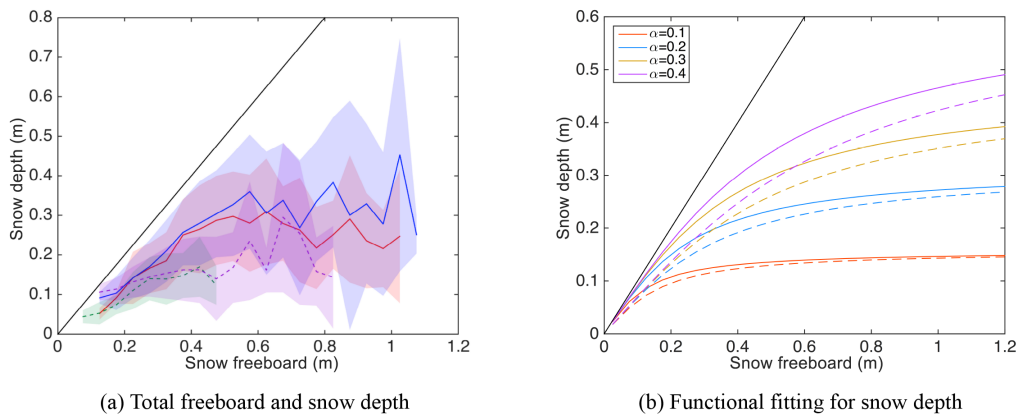 0.8
0.7
0.6
0.5
0.4
0.3
0.2
0.1
0
Snow depth (m)
0 0.2 0.4 0.6 0.8 1 1.2
Snow freeboard (m)
(a) Total freeboard and snow depth
α=0.1
α=0.2
α=0.3
α=0.4
0.6
0.5
0.4
0.3
0.2
0.1
0
Snow depth (m)
0 0.2 0.4 0.6 0.8 1 1.2
Snow freeboard (m)
(b) Functional fitting for snow depth